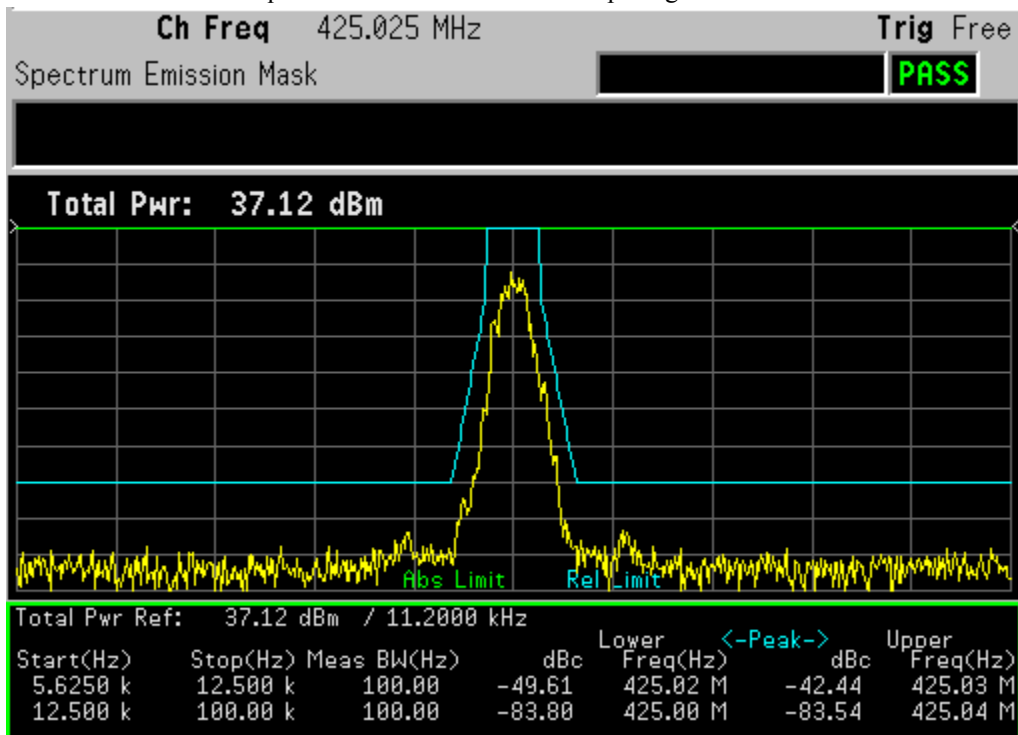 Ch Freq 425.025 MHz Trig Free
Spectrum Emission Mask PASS
Total Pwr: 37.12 dBm
Abs Limit Rel Limit
Total Pwr Ref: 37.12 dBm / 11.2000 kHz
Lower <-Peak-> Upper
Start(Hz) Stop(Hz) Meas BW(Hz) dBc Freq(Hz) dBc Freq(Hz)
5.6250 k 12.500 k 100.00 -49.61 425.02 M -42.44 425.03 M
12.500 k 100.00 k 100.00 -83.80 425.00 M -83.54 425.04 M